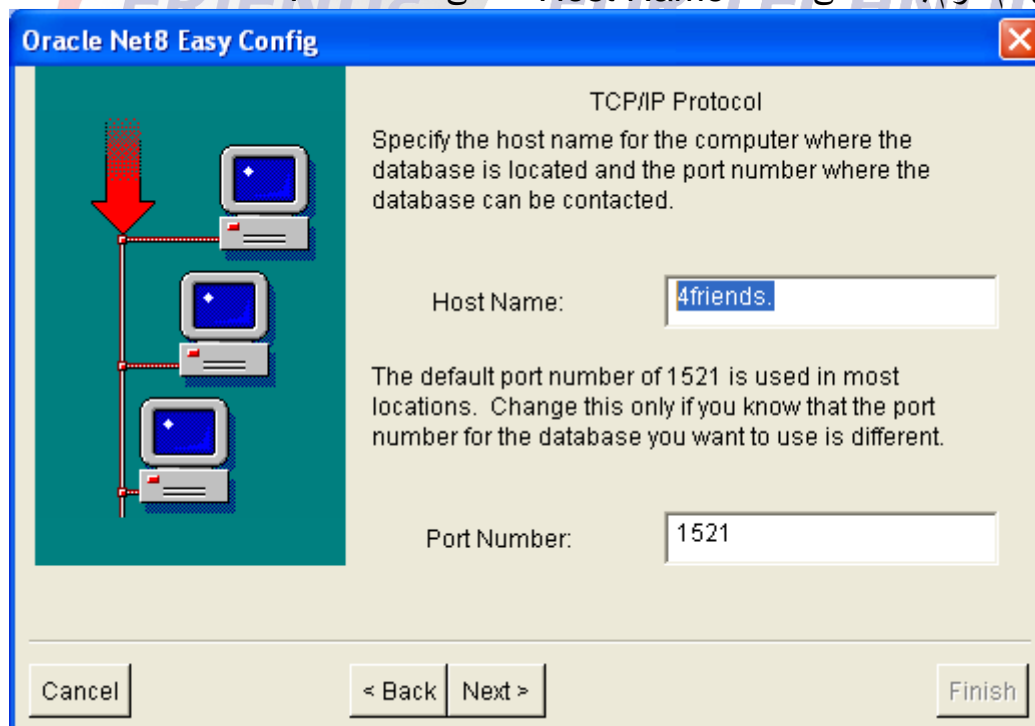 Host Name
Oracle Net8 Easy Config
TCP/IP Protocol
Specify the host name for the computer where the
database is located and the port number where the
database can be contacted.
Host Name:
4friends.
The default port number of 1521 is used in most
locations. Change this only if you know that the port
number for the database you want to use is different.
Port Number:
1521
Cancel
< Back
Next >
Finish